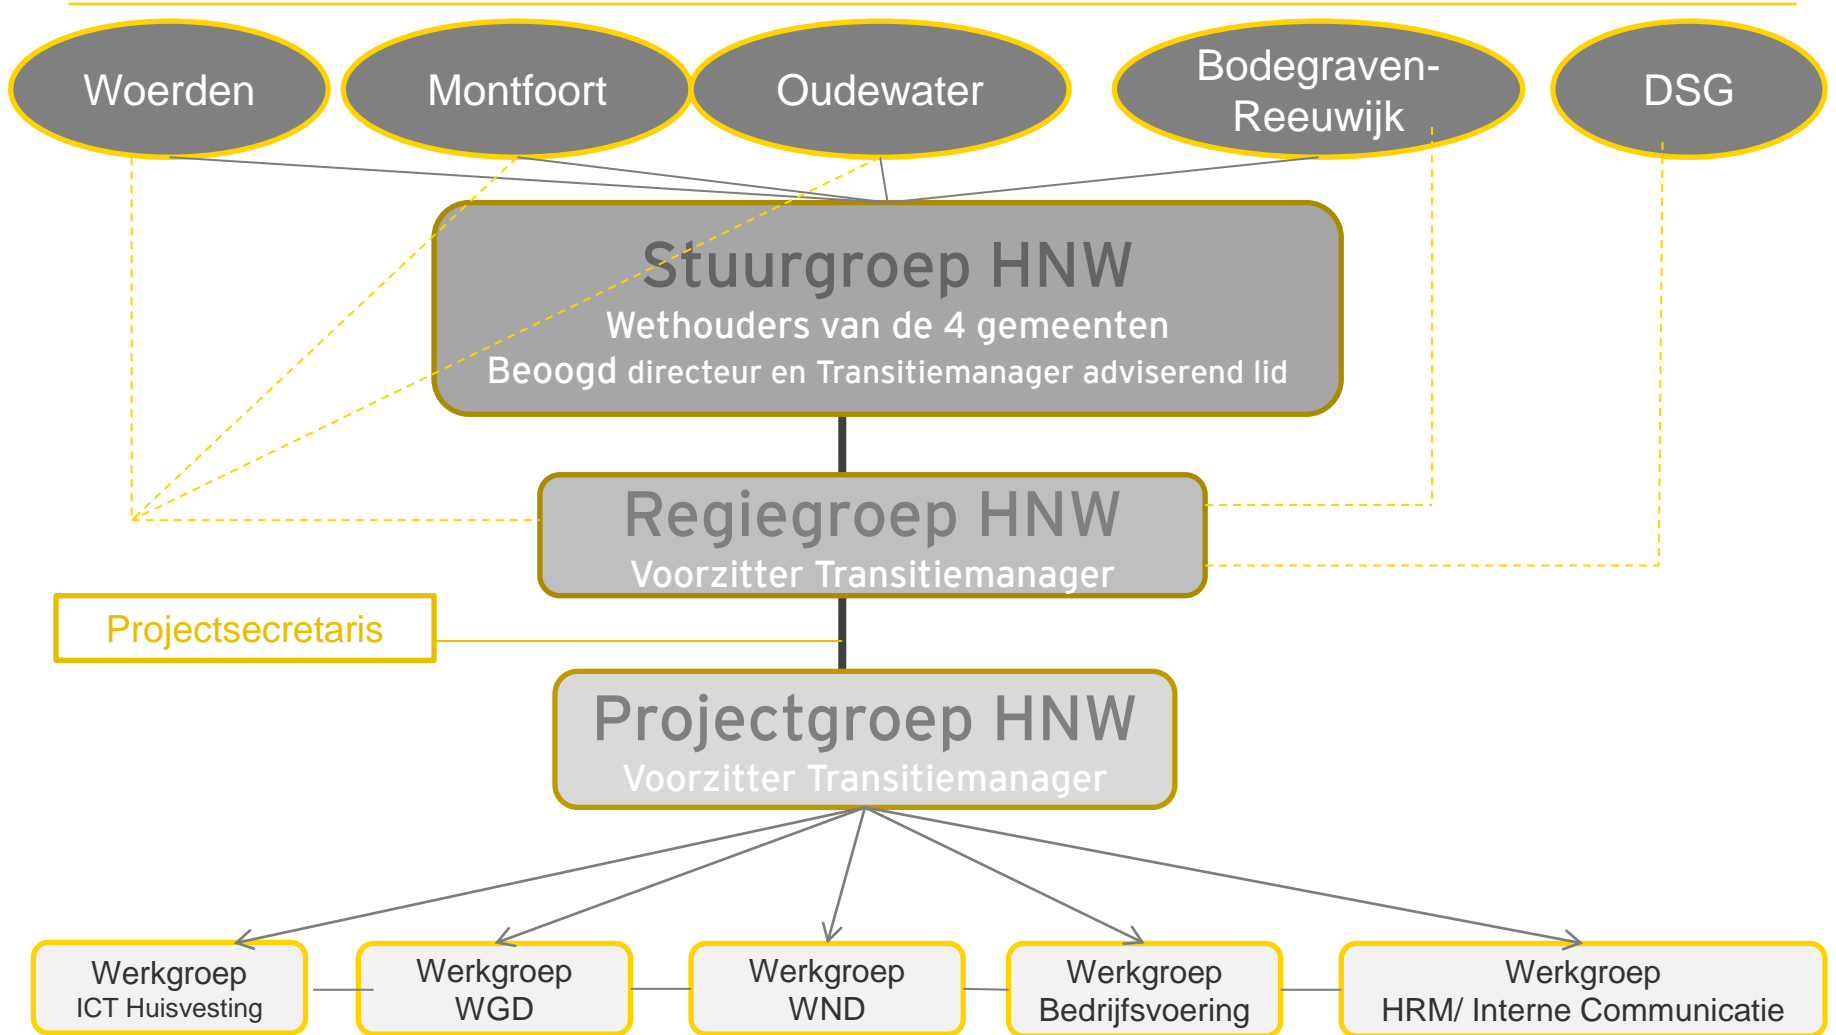 Woerden
Montfoort
Oudewater
Bodegraven-
Reeuwijk
DSG
Stuurgroep HNW
Wethouders van de 4 gemeenten
Beoogd directeur en Transitiemanager adviserend lid
Regiegroep HNW
Voorzitter Transitiemanager
Projectsecretaris
Projectgroep HNW
Voorzitter Transitiemanager
Werkgroep
ICT Huisvesting
Werkgroep
WGD
Werkgroep
WND
Werkgroep
Bedrijfsvoering
Werkgroep
HRM/ Interne Communicatie